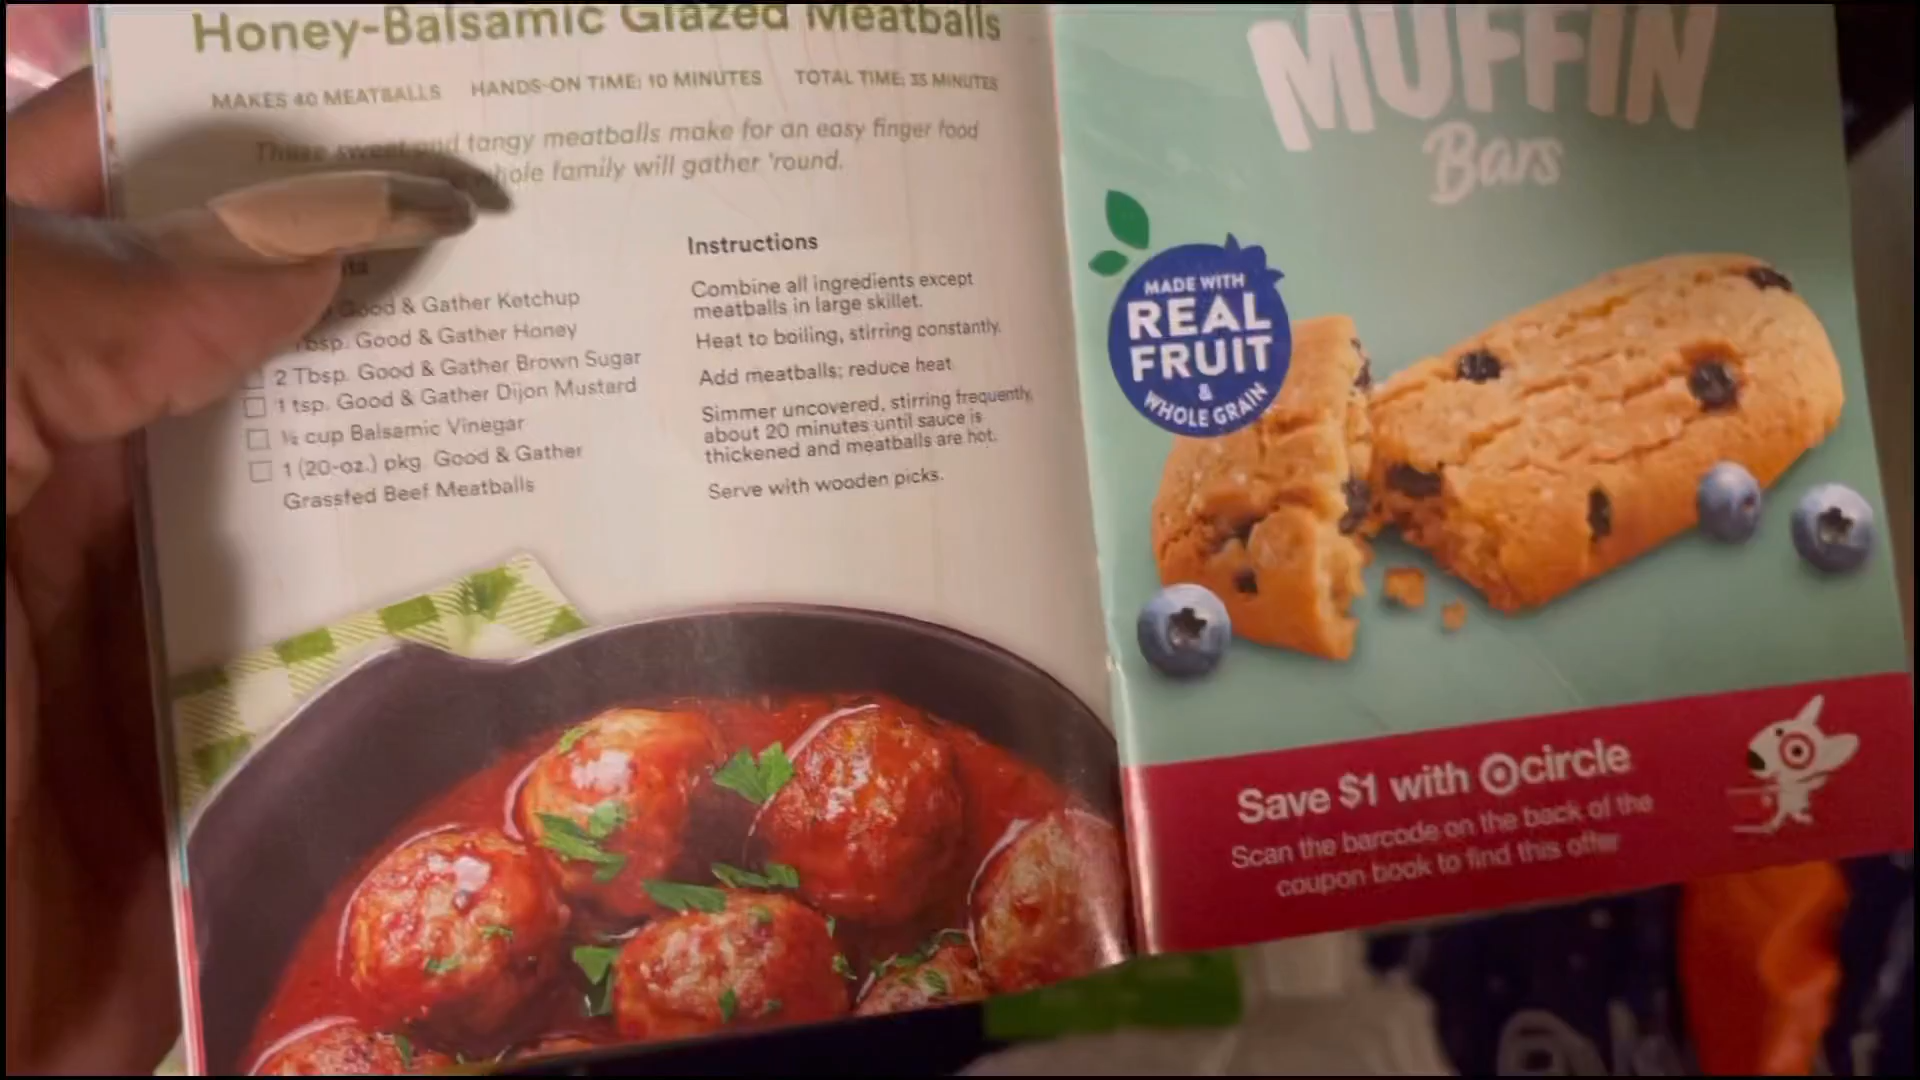 Honey-Balsamic Glazed Meatballs
MAKES 40 MEATBALLS HANDS-ON TIME: 10 MINUTES TOTAL TIME: 35 MINUTES
These sweet and tangy meatballs make for an easy finger food
whole family will gather 'round.
Good & Gather Ketchup
Tbsp. Good & Gather Honey
2 Tbsp. Good & Gather Brown Sugar
1 tsp. Good & Gather Dijon Mustard
cup Balsamic Vinegar
1 (20-oz.) pkg. Good & Gather
Grassfed Beef Meatballs
Instructions
Combine all ingredients except
meatballs in large skillet.
Heat to boiling, stirring constantly.
Add meatballs; reduce heat
Simmer uncovered, stirring frequently,
about 20 minutes until sauce is
thickened and meatballs are hot.
Serve with wooden picks.
MUFFIN
Bars
MADE WITH
REAL
FRUIT
&
WHOLE GRAIN
Save $1 with circle
Scan the barcode on the back of the
coupon book to find this offer